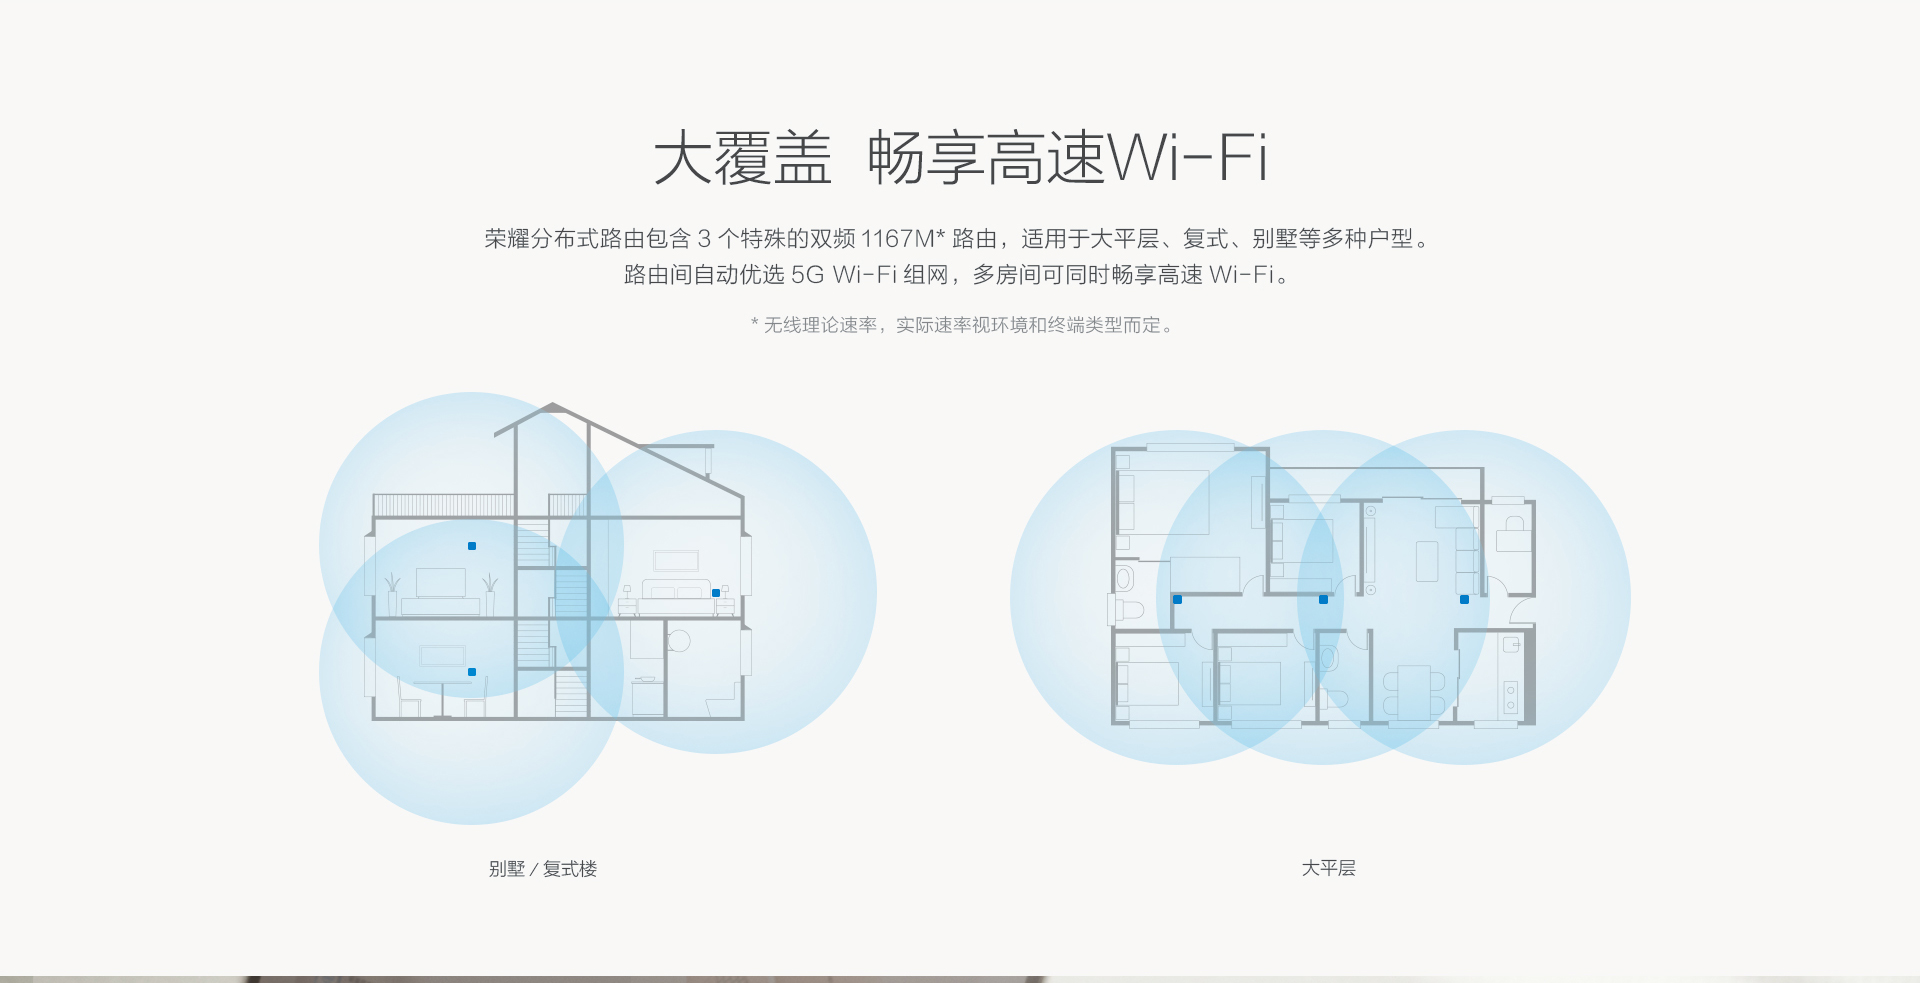 大覆盖 畅享高速Wi-Fi
荣耀分布式路由包含 3 个特殊的双频 1167M* 路由，适用于大平层、复式、别墅等多种户型。
路由间自动优选 5G Wi-Fi 组网，多房间可同时畅享高速 Wi-Fi。
* 无线理论速率，实际速率视环境和终端类型而定。
别墅 / 复式楼
大平层